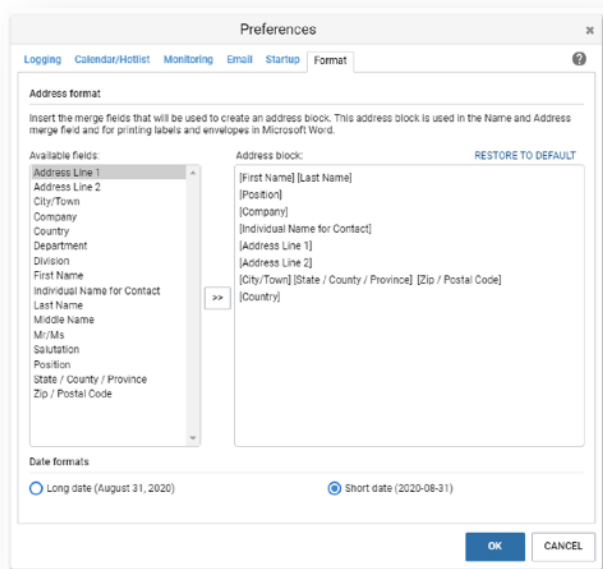 Preferences
Logging Calendar/Hotlist Monitoring Email Startup Format
Address format
Insert the merge fields that will be used to create an address block. This address block is used in the Name and Address
merge field and for printing labels and envelopes in Microsoft Word.
Available fields:
Address Line 1
Address Line 2
City/Town
Company
Country
Department
Division
First Name
Individual Name for Contact
Last Name
Middle Name
Mr/Ms
Salutation
Position
State / County / Province
Zip / Postal Code
>>
Address block:
RESTORE TO DEFAULT
[First Name] [Last Name]
[Position]
[Company]
[Individual Name for Contact]
[Address Line 1]
[Address Line 2]
[City/Town] [State / County / Province] [Zip / Postal Code]
[Country]
Date formats
Long date (August 31, 2020)
Short date (2020-08-31)
OK
CANCEL